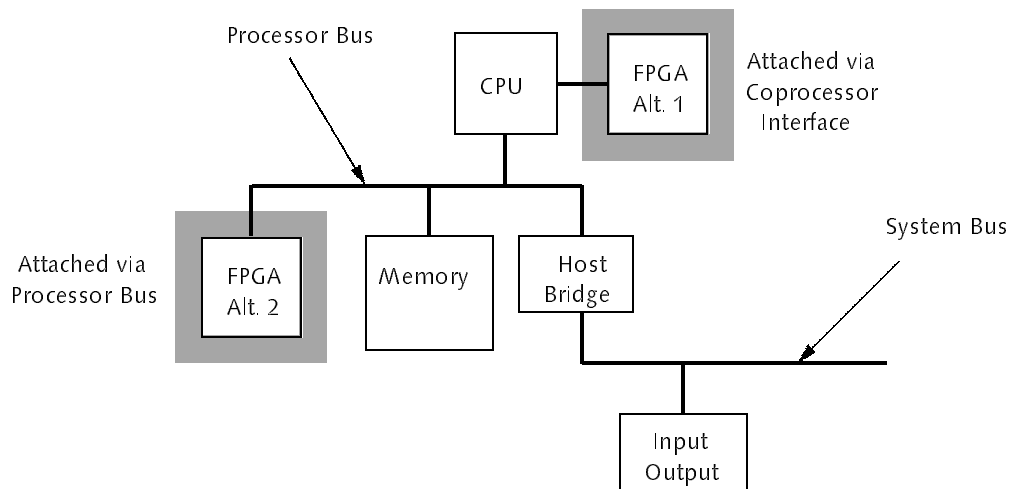 Processor Bus
CPU
FPGA
Alt. 1
Attached via
Coprocessor
Interface
Attached via
Processor Bus
FPGA
Alt. 2
Memory
Host
Bridge
System Bus
Input
Output